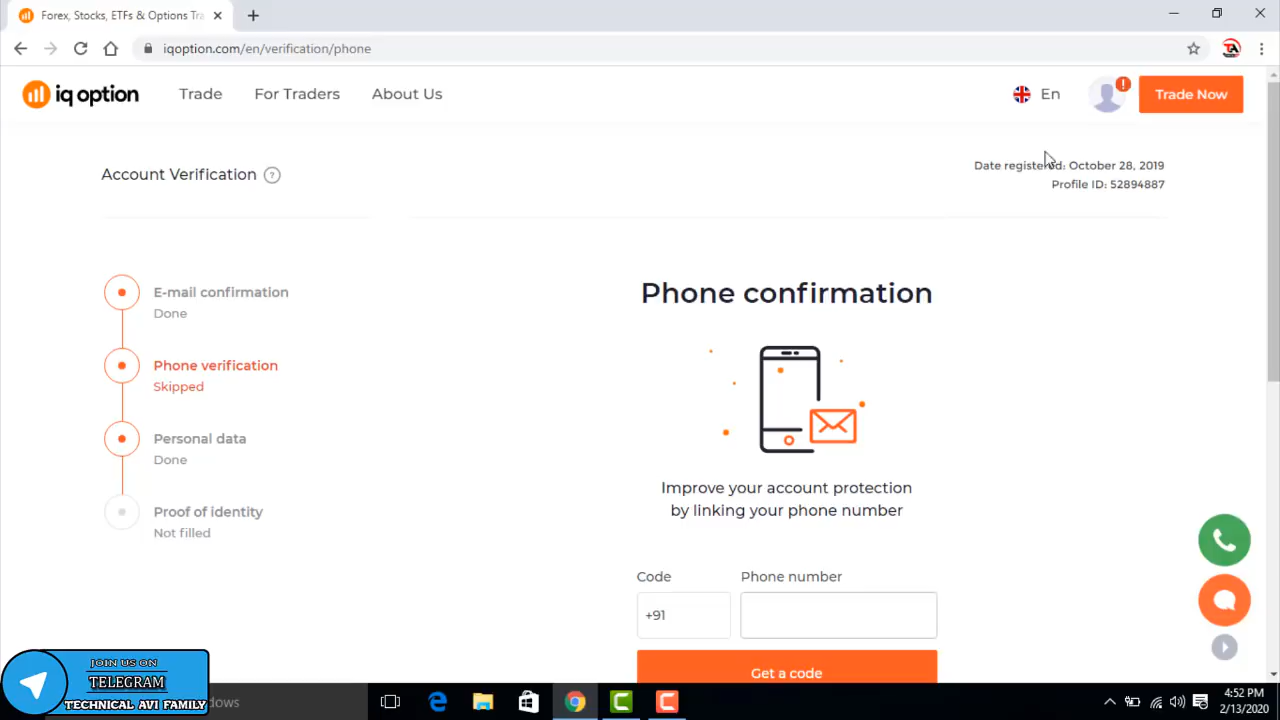 Forex, Stocks, ETFs & Options Tra
iqoption.com/en/verification/phone
iq option
Trade
For Traders
About Us
En
!
Trade Now
Account Verification ?
Date registered: October 28, 2019
Profile ID: 52894887
E-mail confirmation
Done
Phone verification
Skipped
Personal data
Done
Proof of identity
Not filled
Phone confirmation
Improve your account protection
by linking your phone number
Code
Phone number
+91
Get a code
JOIN US ON
TELEGRAM
TECHNICAL AVI FAMILY
dows
4:52 PM
2/13/2020